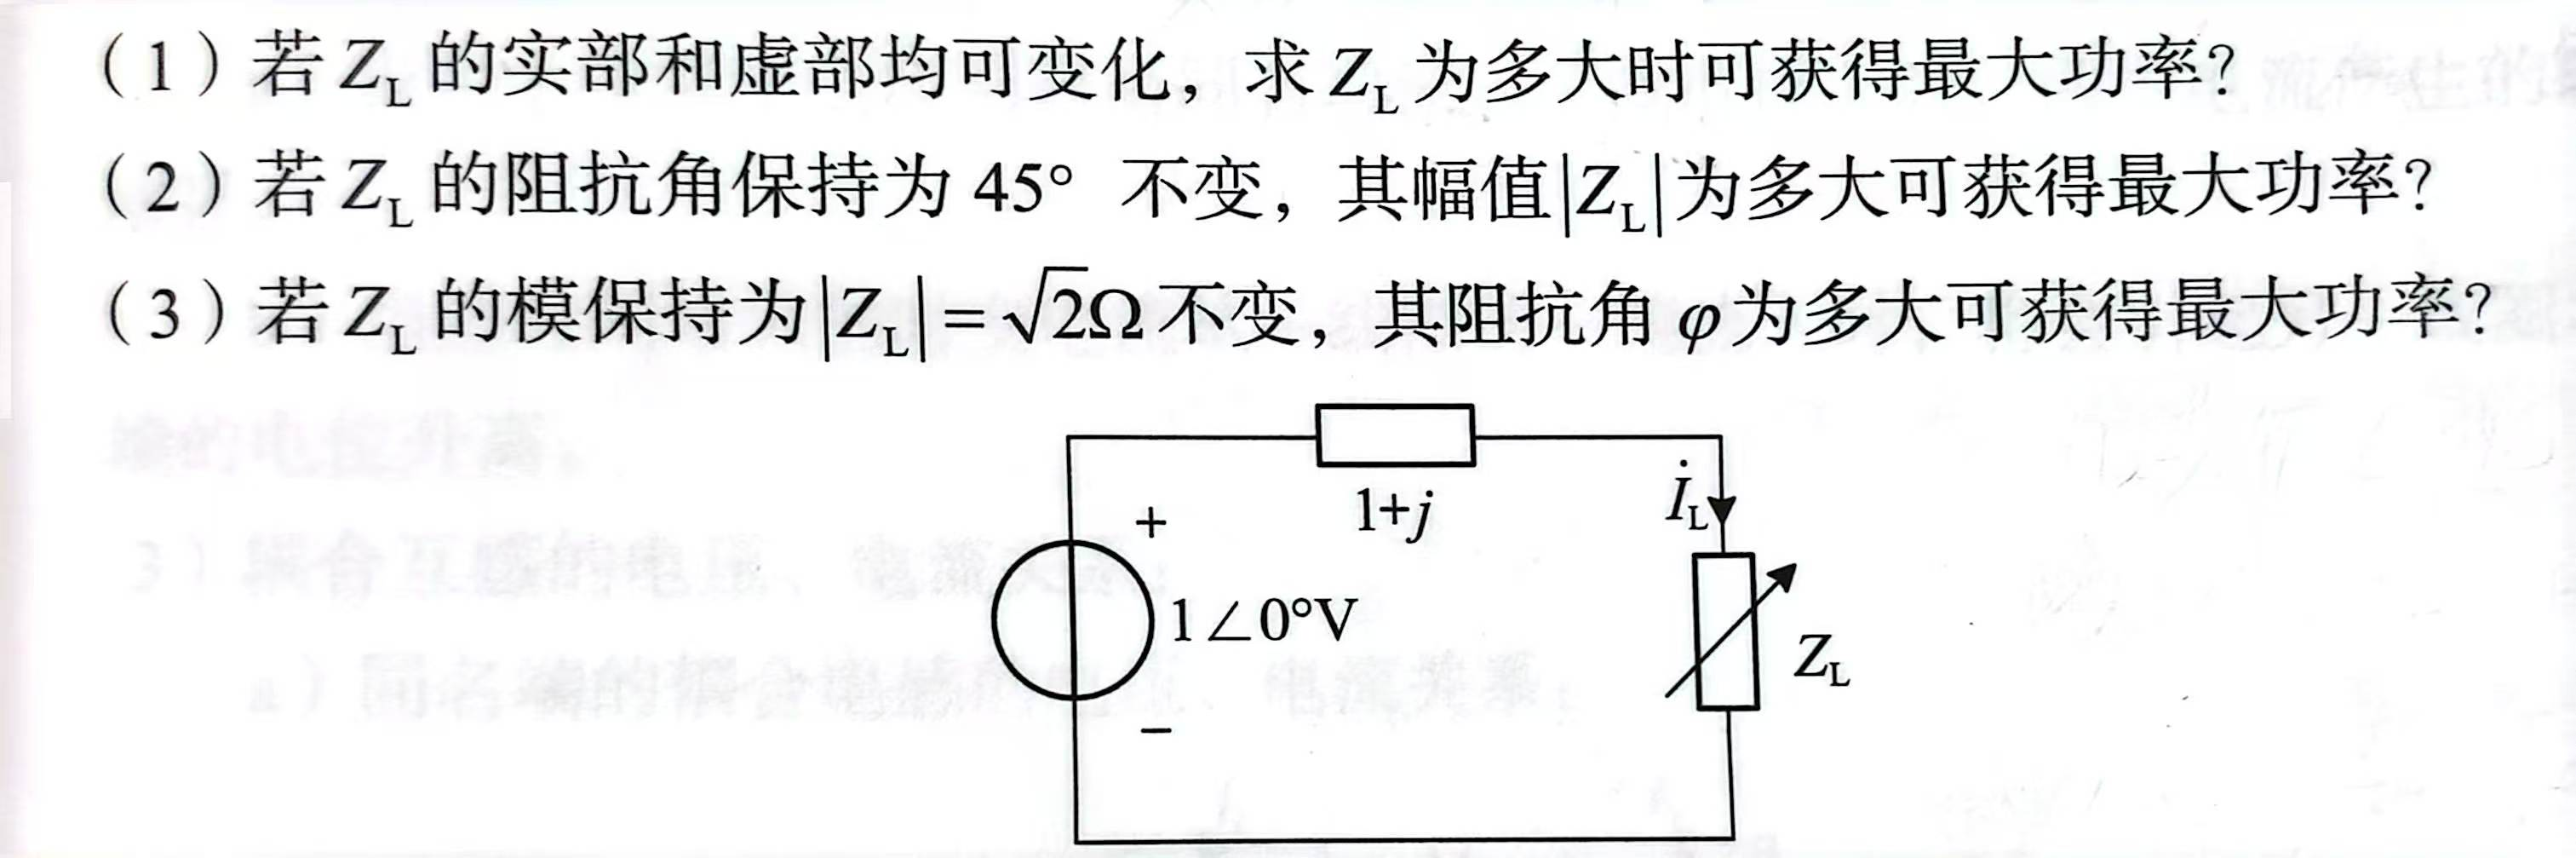 （1）若 Z_L 的实部和虚部均可变化，求 Z_L 为多大时可获得最大功率？
（2）若 Z_L 的阻抗角保持为 45° 不变，其幅值|Z_L|为多大可获得最大功率？
（3）若 Z_L 的模保持为|Z_L| = √2Ω 不变，其阻抗角 φ 为多大可获得最大功率？
1+j
İ_L
+
1∠0°V
Z_L
−